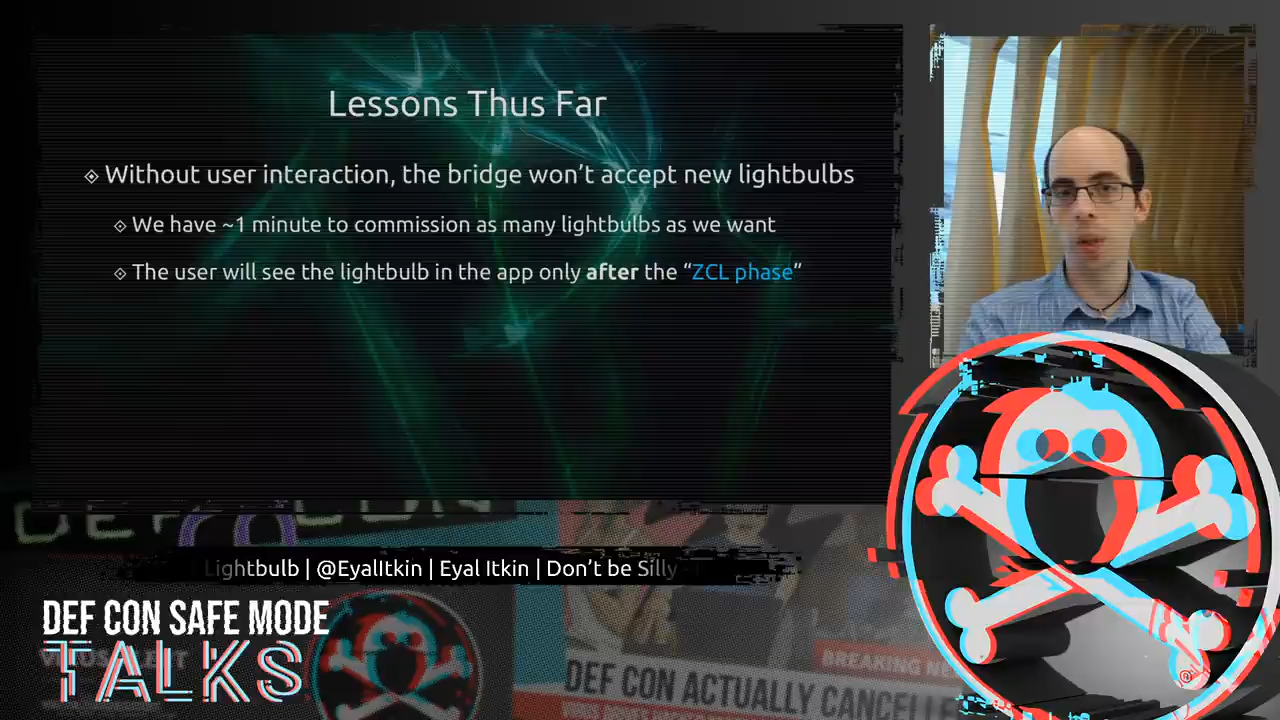 Lessons Thus Far
Without user interaction, the bridge won't accept new lightbulbs
We have ~1 minute to commission as many lightbulbs as we want
The user will see the lightbulb in the app only after the “ZCL phase”
DEF CON
Lightbulb | @EyalItkin | Eyal Itkin | Don't be Silly
DEF CON SAFE MODE
TALKS
BREAKING NE
DEF CON ACTUALLY CANCELLE